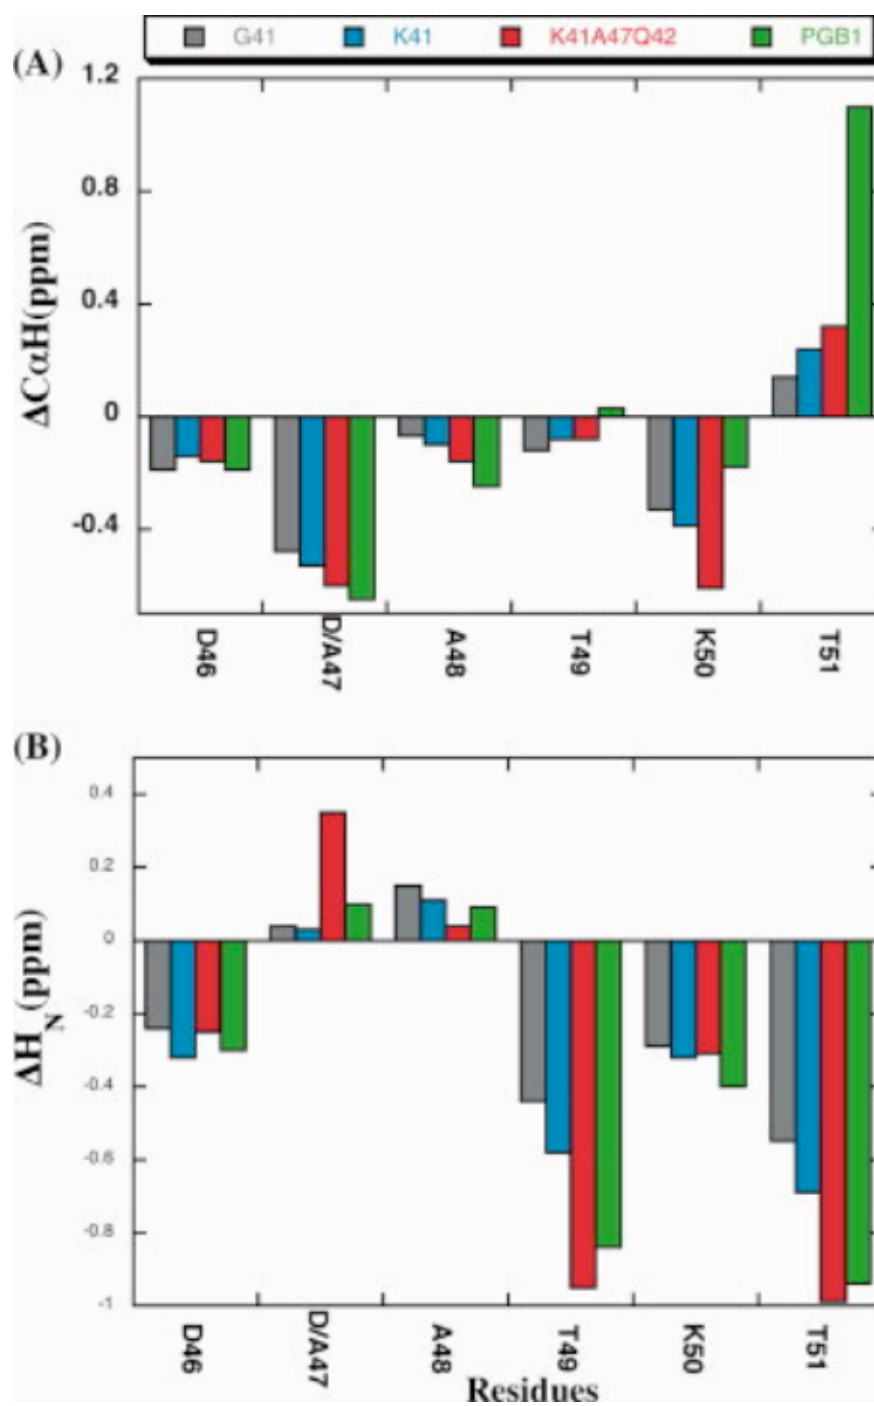 G41 K41 K41A47Q42 PGB1
(A)
1.2
0.8
0.4
0
-0.4
ΔCαH(ppm)
D46 D/A47 A48 T49 K50 T51
(B)
0.4
0.2
0
-0.2
-0.4
-0.6
-0.8
-1
ΔHN(ppm)
D46 D/A47 A48 T49 K50 T51
Residues